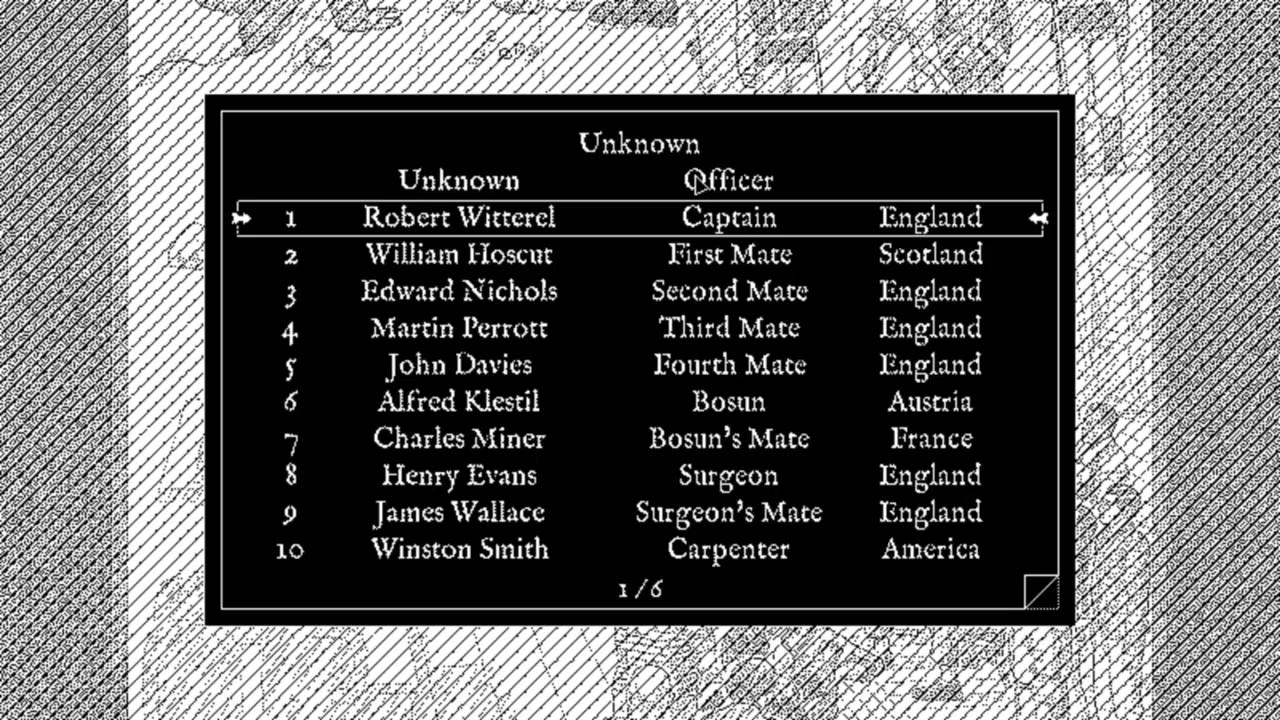 Unknown
Unknown Officer
1 Robert Witterel Captain England
2 William Hoscut First Mate Scotland
3 Edward Nichols Second Mate England
4 Martin Perrott Third Mate England
5 John Davies Fourth Mate England
6 Alfred Klestil Bosun Austria
7 Charles Miner Bosun's Mate France
8 Henry Evans Surgeon England
9 James Wallace Surgeon's Mate England
10 Winston Smith Carpenter America
1/6